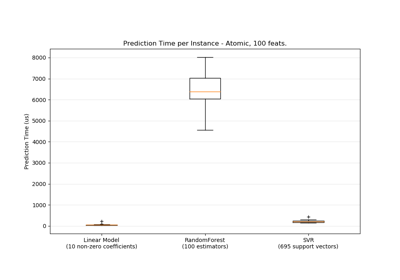 Prediction Time per Instance - Atomic, 100 feats.
8000
7000
6000
5000
4000
3000
2000
1000
0
Prediction Time (us)
Linear Model
(10 non-zero coefficients)
RandomForest
(100 estimators)
SVR
(695 support vectors)